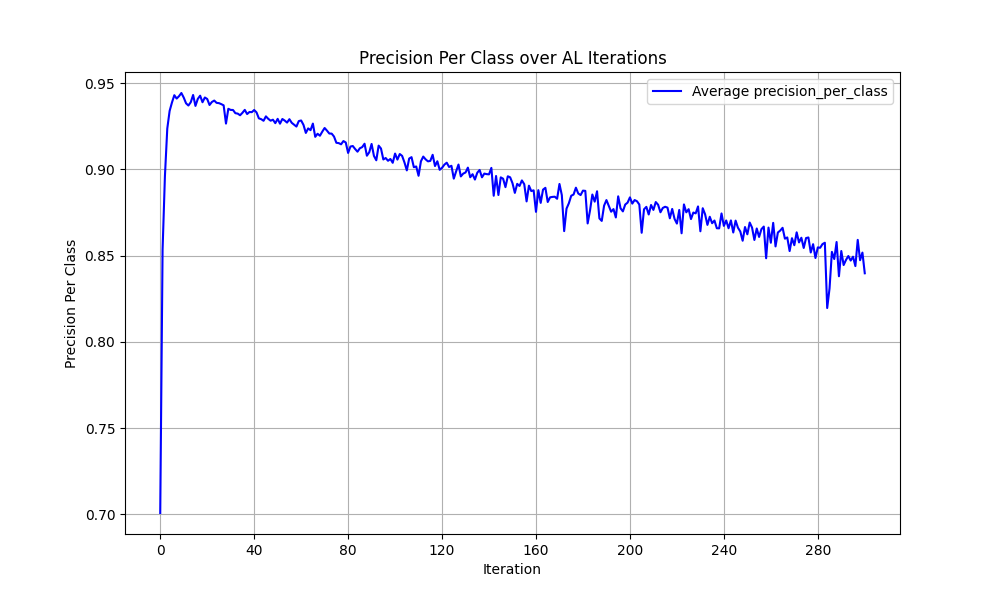 Precision Per Class over AL Iterations
Average precision_per_class
Precision Per Class
0.95
0.90
0.85
0.80
0.75
0.70
0 40 80 120 160 200 240 280
Iteration